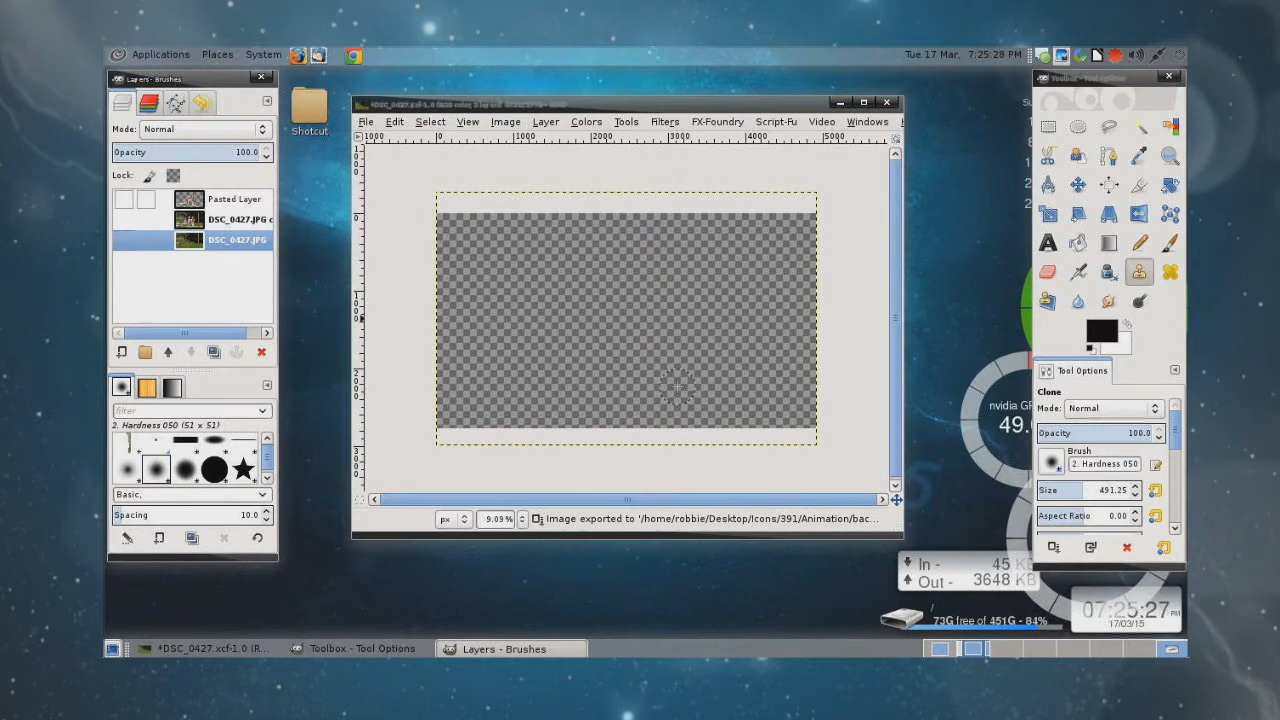 Applications Places System
Tue 17 Mar, 7:25:28 PM
Layers - Brushes
Mode: Normal
Opacity 100.0
Lock:
Pasted Layer
DSC_0427.JPG c
DSC_0427.JPG
filter
2. Hardness 050 (51 × 51)
Basic,
Spacing 10.0
Shotcut
File Edit Select View Image Layer Colors Tools Filters FX-Foundry Script-Fu Video Windows
1000 0 1000 2000 3000 4000 5000
px 9.09% Image exported to '/home/robbie/Desktop/Icons/391/Animation/bac...
Toolbox - Tool Options
Tool Options
Clone
Mode: Normal
Opacity 100.0
Brush
2. Hardness 050
Size 491.25
Aspect Ratio 0.00
nvidia GP
49.
In - 45 KB
Out - 3648 KB
/
73G free of 451G - 84%
07:25:27 PM
17/03/15
*DSC_0427.xcf-1.0 (R... Toolbox - Tool Options Layers - Brushes